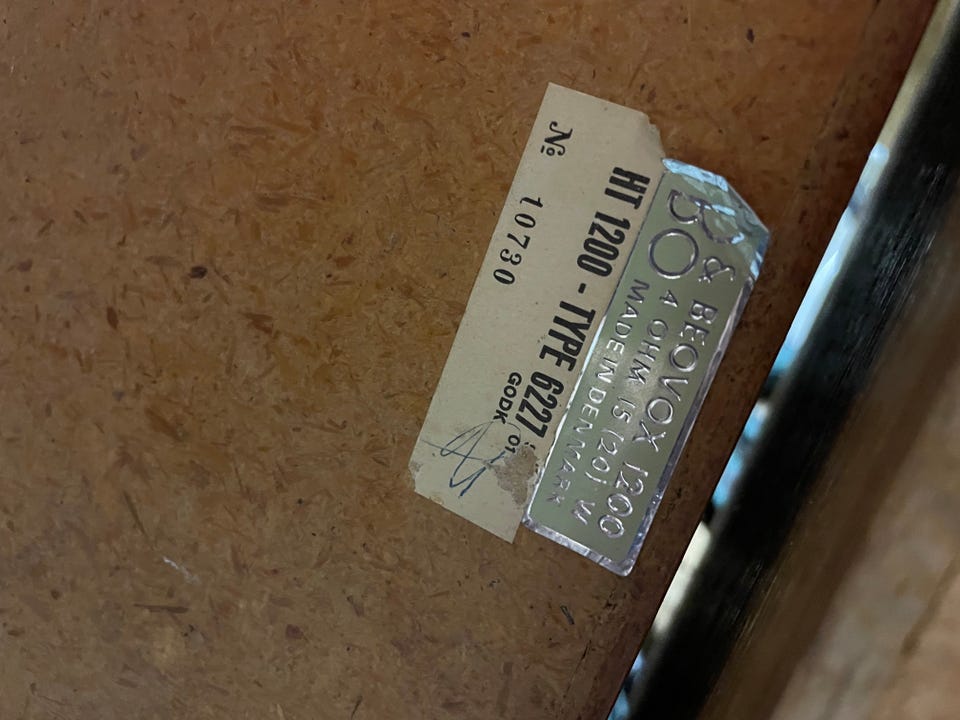 HT 1200 - TYPE 6227
Nº 10730
GODK
B & O
BEOVOX 1200
4 OHM 15 (20) W
MADE IN DENMARK